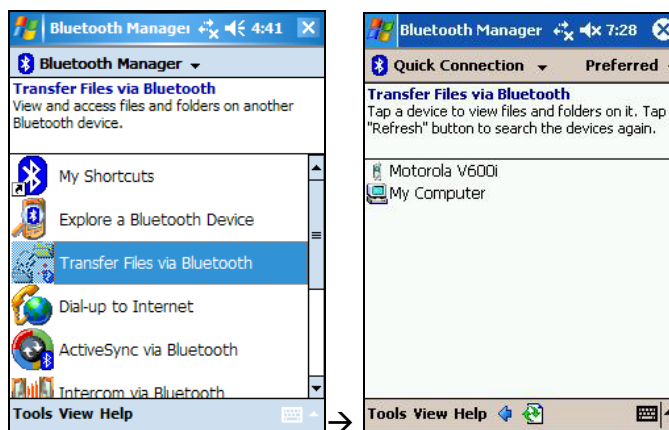 Bluetooth Manager 4:41
Bluetooth Manager
Transfer Files via Bluetooth
View and access files and folders on another
Bluetooth device.
My Shortcuts
Explore a Bluetooth Device
Transfer Files via Bluetooth
Dial-up to Internet
ActiveSync via Bluetooth
Intercom via Bluetooth
Tools View Help
→
Bluetooth Manager 7:28
Quick Connection Preferred
Transfer Files via Bluetooth
Tap a device to view files and folders on it. Tap
"Refresh" button to search the devices again.
Motorola V600i
My Computer
Tools View Help